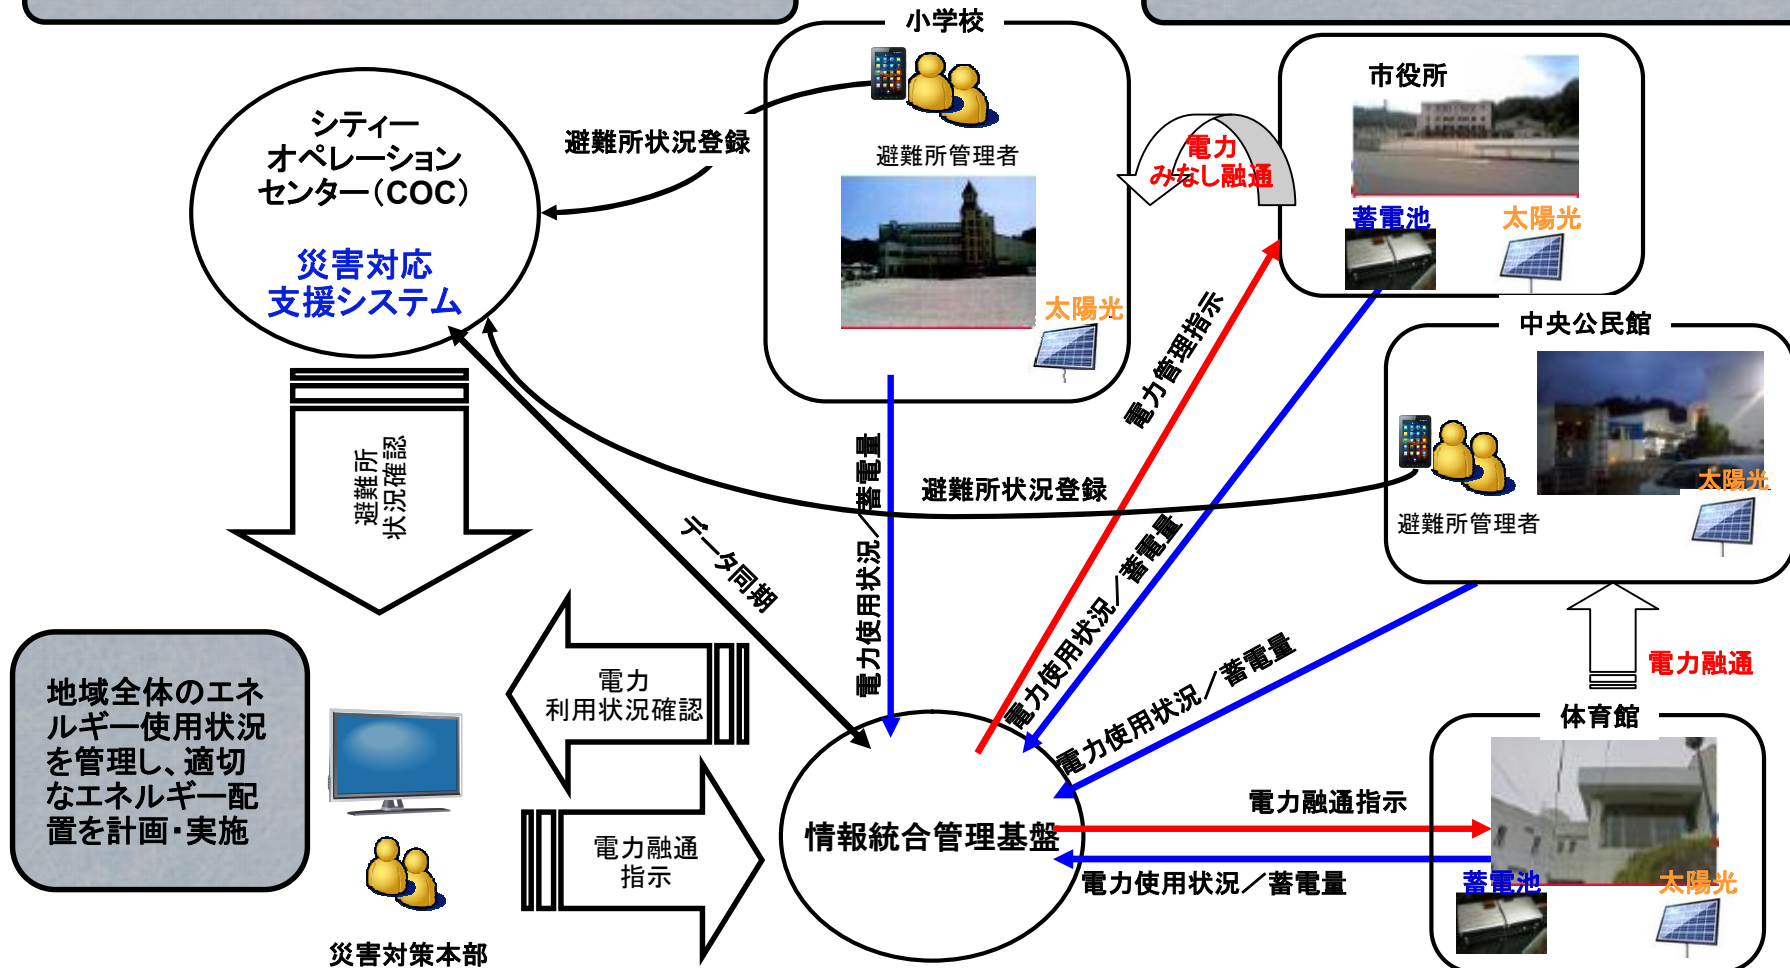 小学校
市役所
シティー
オペレーション
センター（COC）
災害対応
支援システム
避難所状況登録
避難所管理者
太陽光
電力
みなし融通
蓄電池
太陽光
中央公民館
避難所管理者
太陽光
電力管理指示
避難所
状況確認
避難所状況登録
電力使用状況／蓄電量
データ同期
電力使用状況／蓄電量
電力使用状況／蓄電量
電力融通
体育館
蓄電池
太陽光
地域全体のエネ
ルギー使用状況
を管理し、適切
なエネルギー配
置を計画・実施
電力
利用状況確認
電力融通
指示
災害対策本部
情報統合管理基盤
電力融通指示
電力使用状況／蓄電量